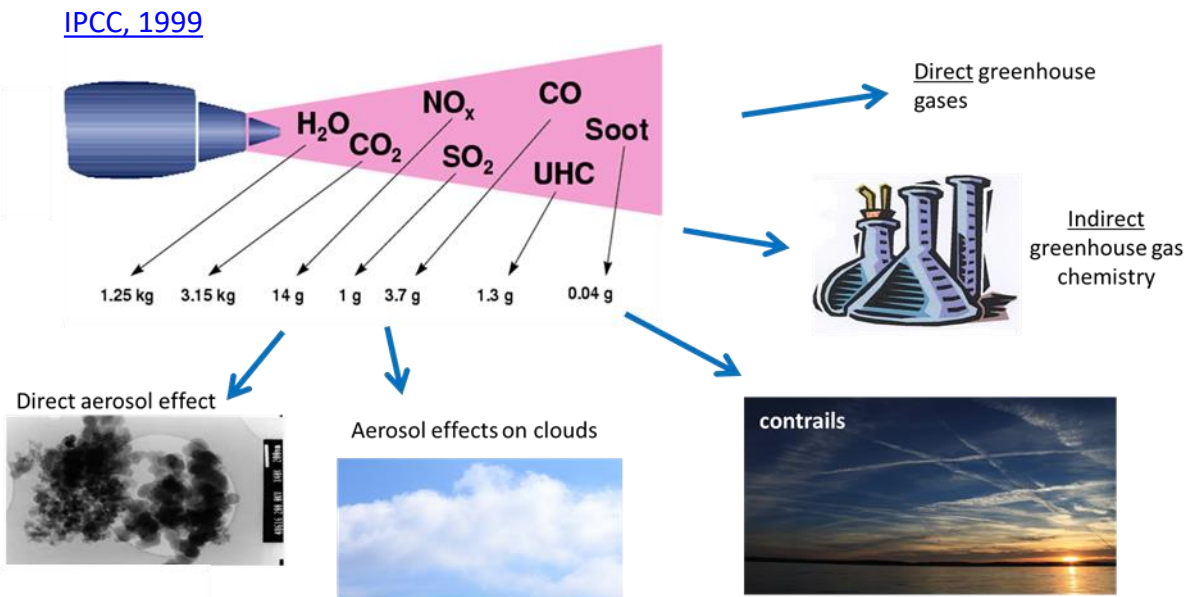 IPCC, 1999
H₂O
CO₂
NOₓ
SO₂
CO
UHC
Soot
1.25 kg
3.15 kg
14 g
1 g
3.7 g
1.3 g
0.04 g
Direct greenhouse
gases
Indirect
greenhouse gas
chemistry
Direct aerosol effect
Aerosol effects on clouds
contrails